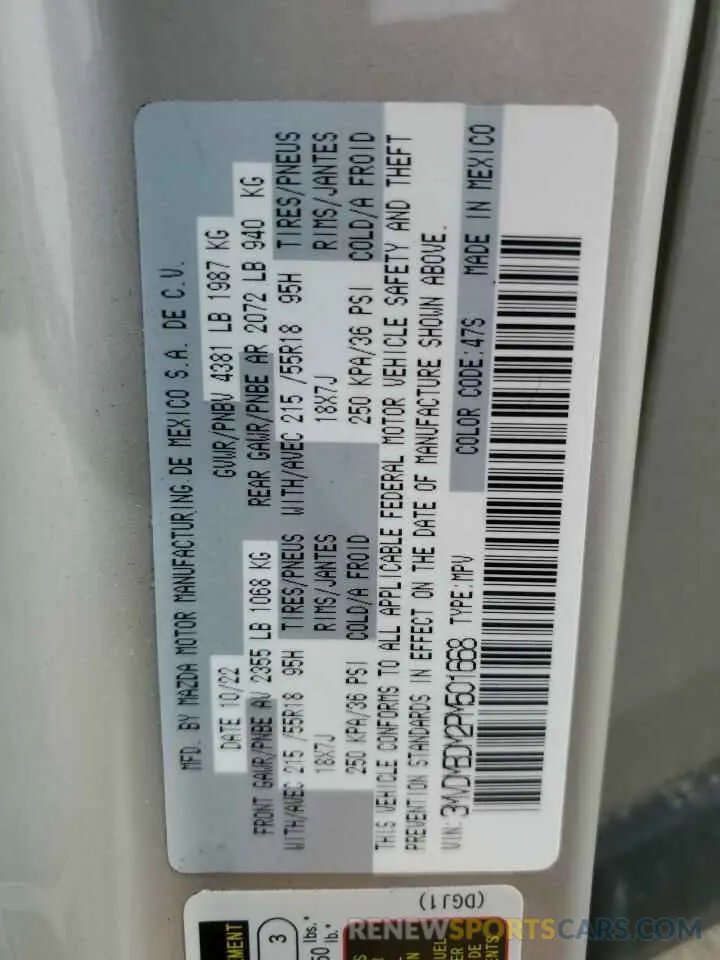 MFD. BY MAZDA MOTOR MANUFACTURING DE MEXICO S.A. DE C.V.
DATE 10/22 GVWR/PNBV 4381 LB 1987 KG
FRONT GAWR/PNBE AV 2355 LB 1068 KG REAR GAWR/PNBE AR 2072 LB 940 KG
WITH/AVEC 215 /55R18 95H TIRES/PNEUS WITH/AVEC 215 /55R18 95H TIRES/PNEUS
18X7J RIMS/JANTES 18X7J RIMS/JANTES
250 KPA/36 PSI COLD/A FROID 250 KPA/36 PSI COLD/A FROID
THIS VEHICLE CONFORMS TO ALL APPLICABLE FEDERAL MOTOR VEHICLE SAFETY AND THEFT
PREVENTION STANDARDS IN EFFECT ON THE DATE OF MANUFACTURE SHOWN ABOVE.
VIN: 3MVDMBDM2PM501668 TYPE:MPV COLOR CODE:47S MADE IN MEXICO
(DGJ1)
3
lbs.*
lb.*
RENEWSPORTSCARS.COM